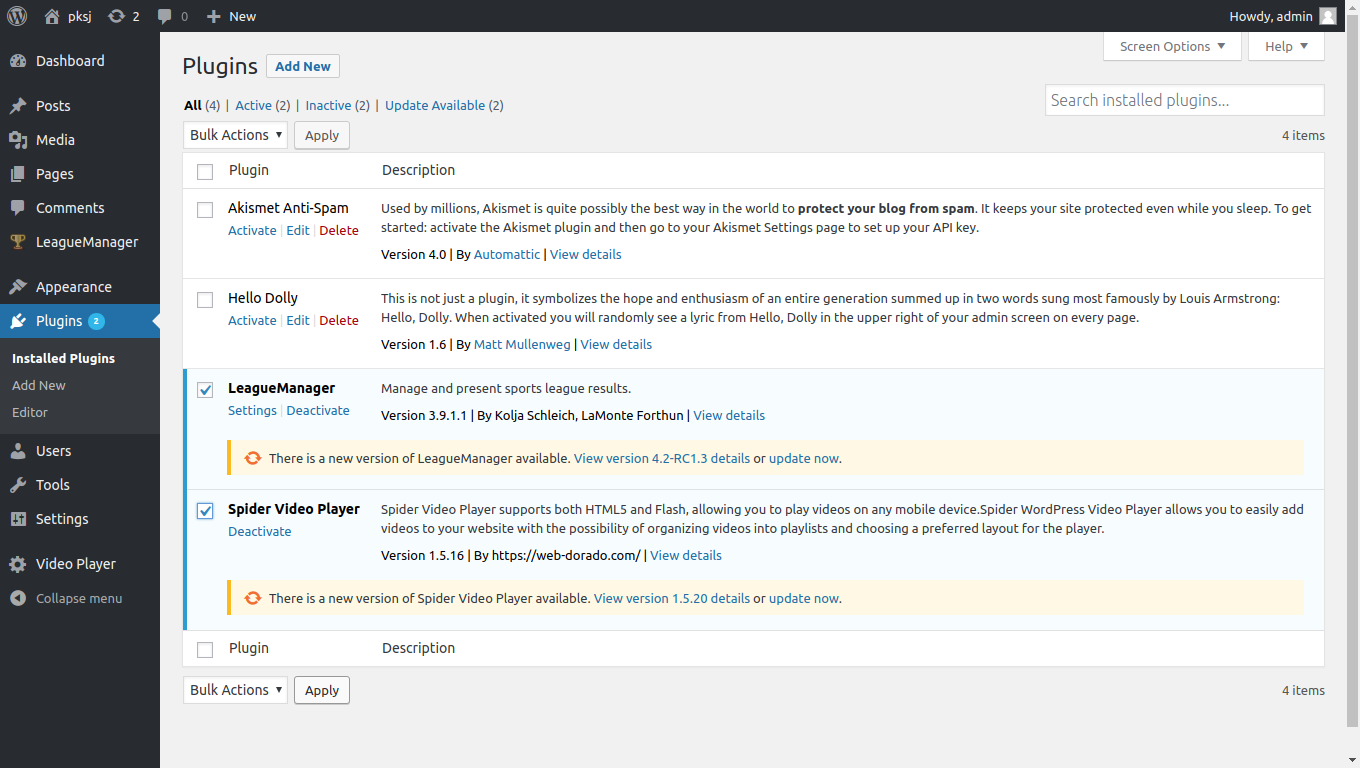 pksj 2 0 New Howdy, admin
Dashboard
Posts
Media
Pages
Comments
LeagueManager
Appearance
Plugins 2
Installed Plugins
Add New
Editor
Users
Tools
Settings
Video Player
Collapse menu
Screen Options ▼ Help ▼
Plugins Add New
All (4) | Active (2) | Inactive (2) | Update Available (2)
Search installed plugins...
Bulk Actions ▾ Apply 4 items
Plugin Description
Akismet Anti-Spam
Activate | Edit | Delete
Used by millions, Akismet is quite possibly the best way in the world to protect your blog from spam. It keeps your site protected even while you sleep. To get
started: activate the Akismet plugin and then go to your Akismet Settings page to set up your API key.
Version 4.0 | By Automattic | View details
Hello Dolly
Activate | Edit | Delete
This is not just a plugin, it symbolizes the hope and enthusiasm of an entire generation summed up in two words sung most famously by Louis Armstrong:
Hello, Dolly. When activated you will randomly see a lyric from Hello, Dolly in the upper right of your admin screen on every page.
Version 1.6 | By Matt Mullenweg | View details
LeagueManager
Settings | Deactivate
Manage and present sports league results.
Version 3.9.1.1 | By Kolja Schleich, LaMonte Forthun | View details
There is a new version of LeagueManager available. View version 4.2-RC1.3 details or update now.
Spider Video Player
Deactivate
Spider Video Player supports both HTML5 and Flash, allowing you to play videos on any mobile device.Spider WordPress Video Player allows you to easily add
videos to your website with the possibility of organizing videos into playlists and choosing a preferred layout for the player.
Version 1.5.16 | By https://web-dorado.com/ | View details
There is a new version of Spider Video Player available. View version 1.5.20 details or update now.
Plugin Description
Bulk Actions ▾ Apply 4 items